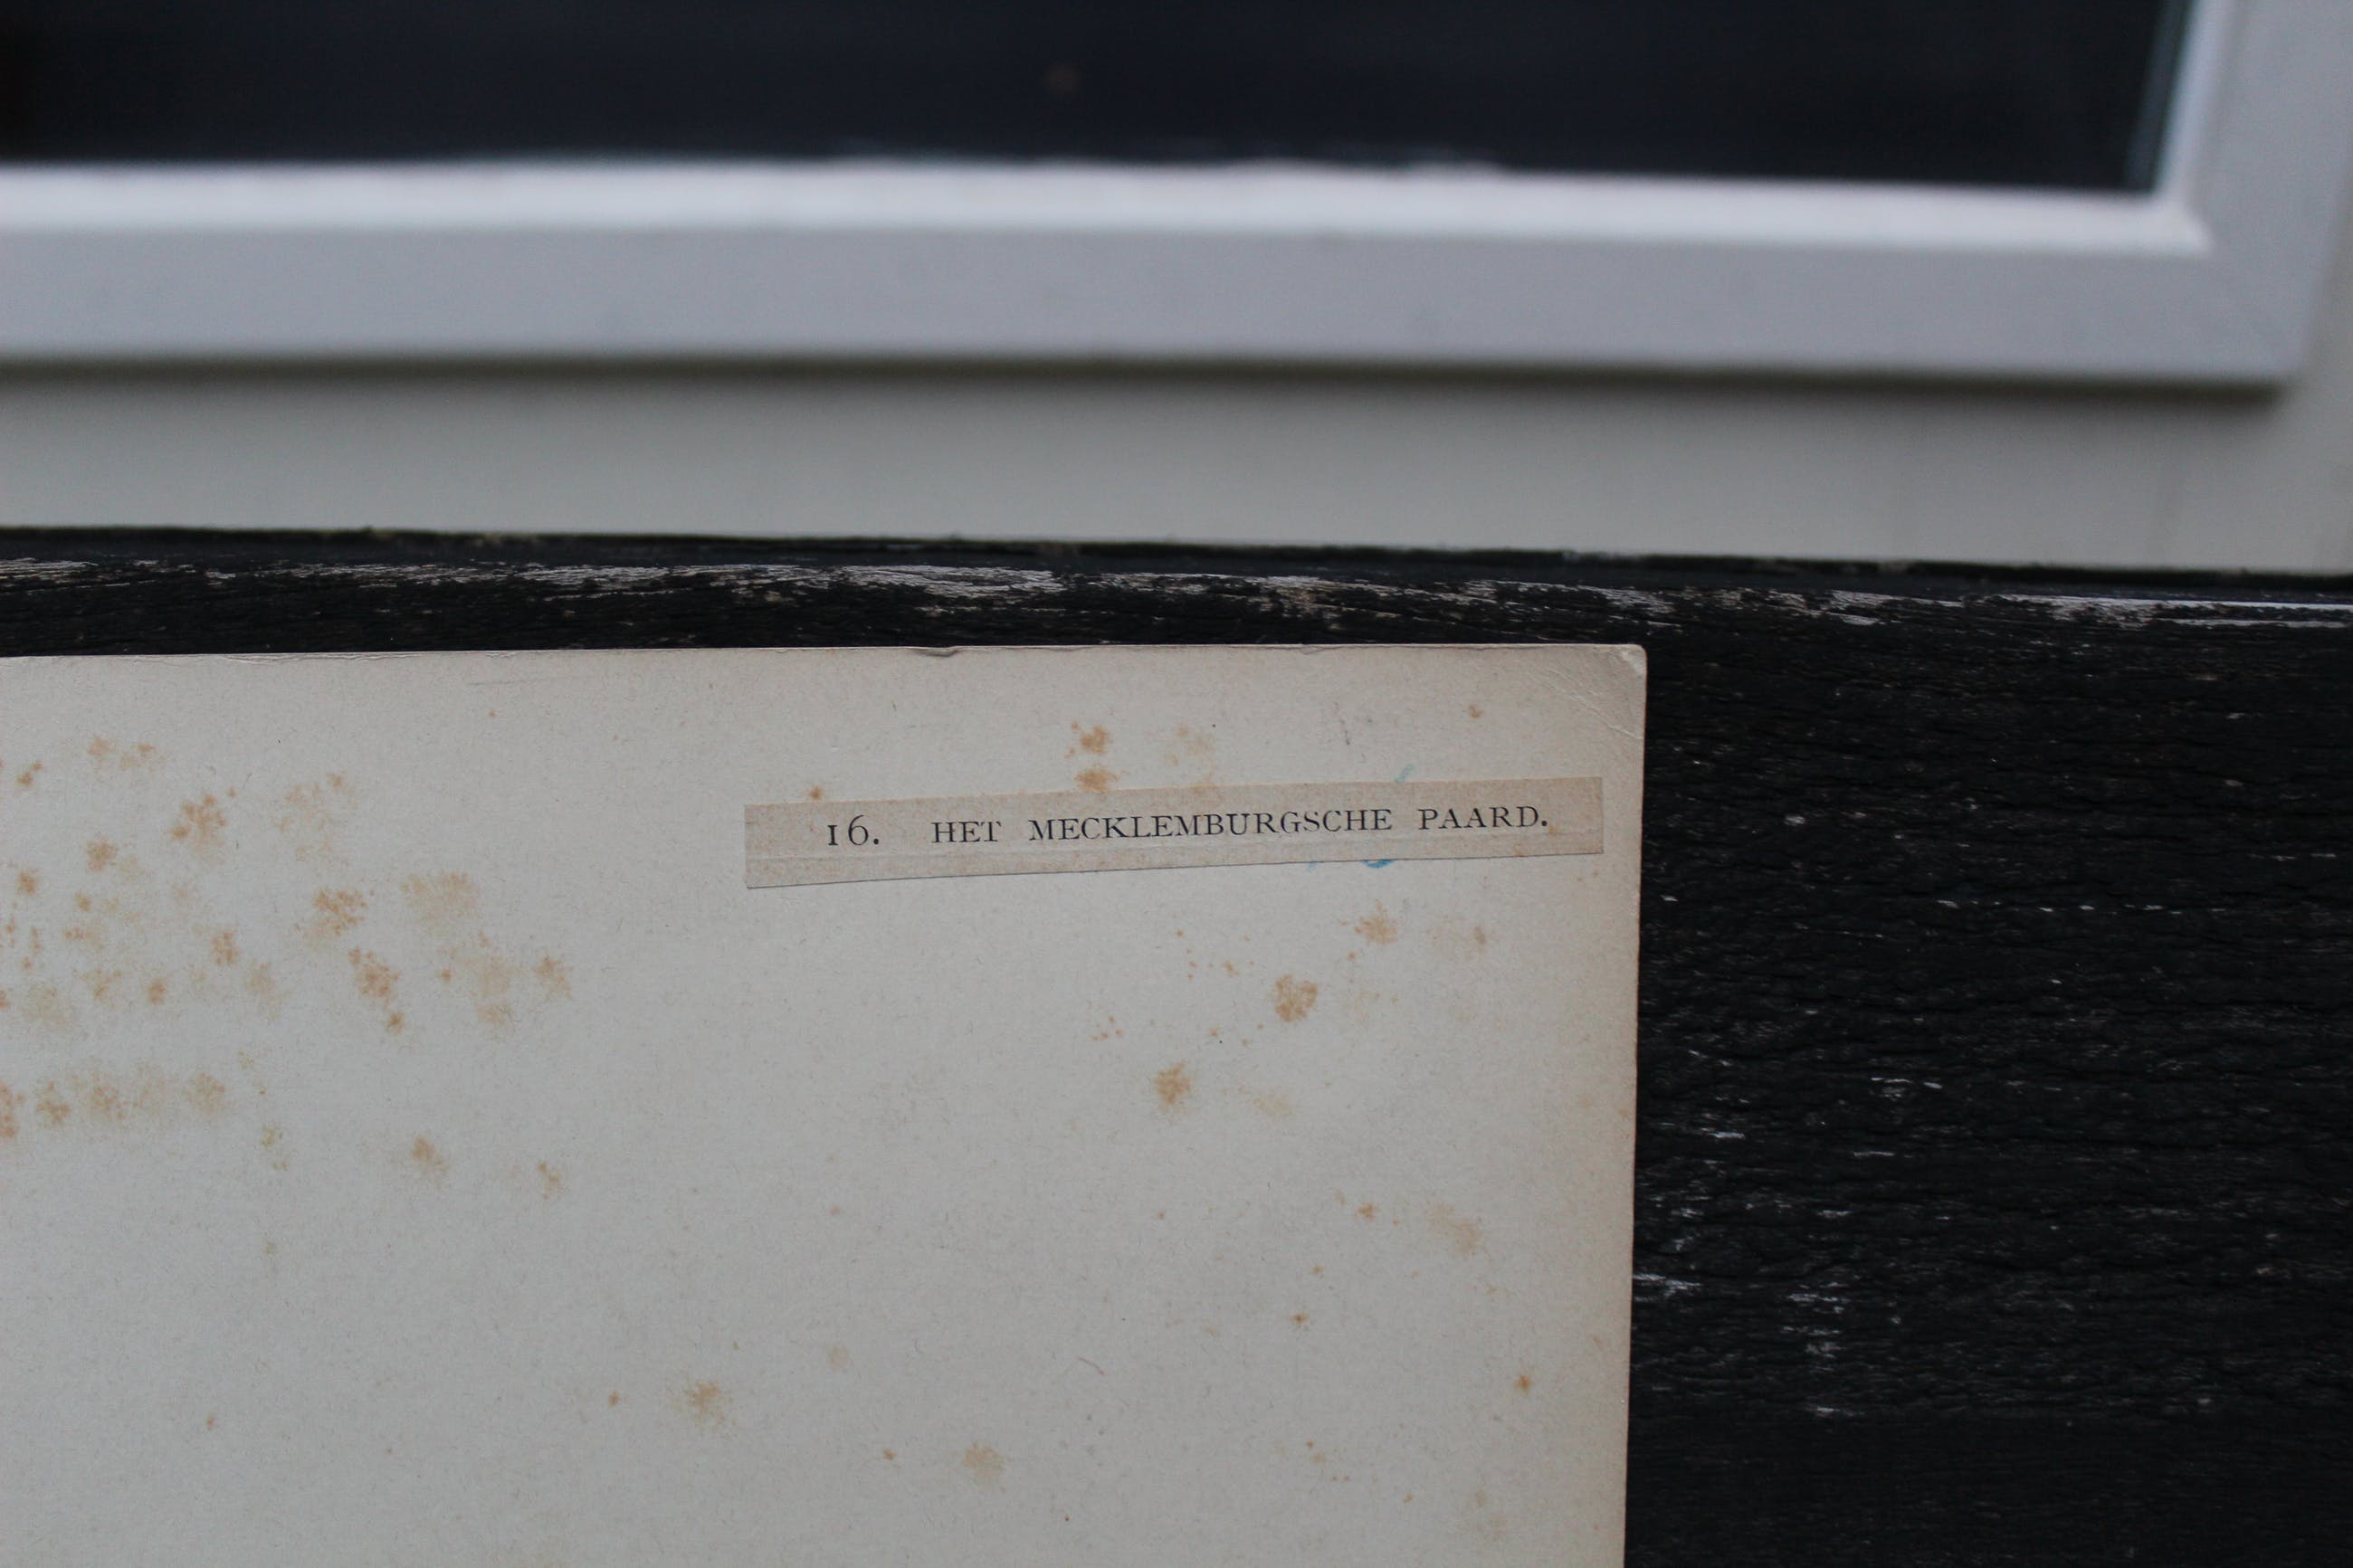 16. HET MECKLEMBURGSCHE PAARD.